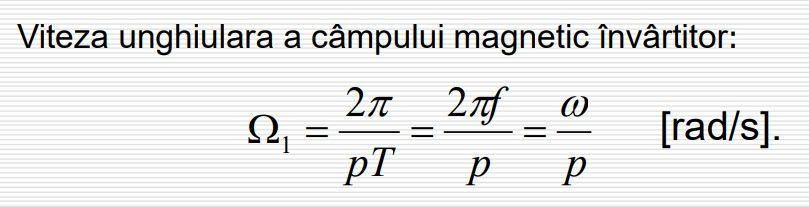 Viteza unghiulara a câmpului magnetic învârtitor:
Ω₁ = 2π/pT = 2πf/p = ω/p [rad/s].